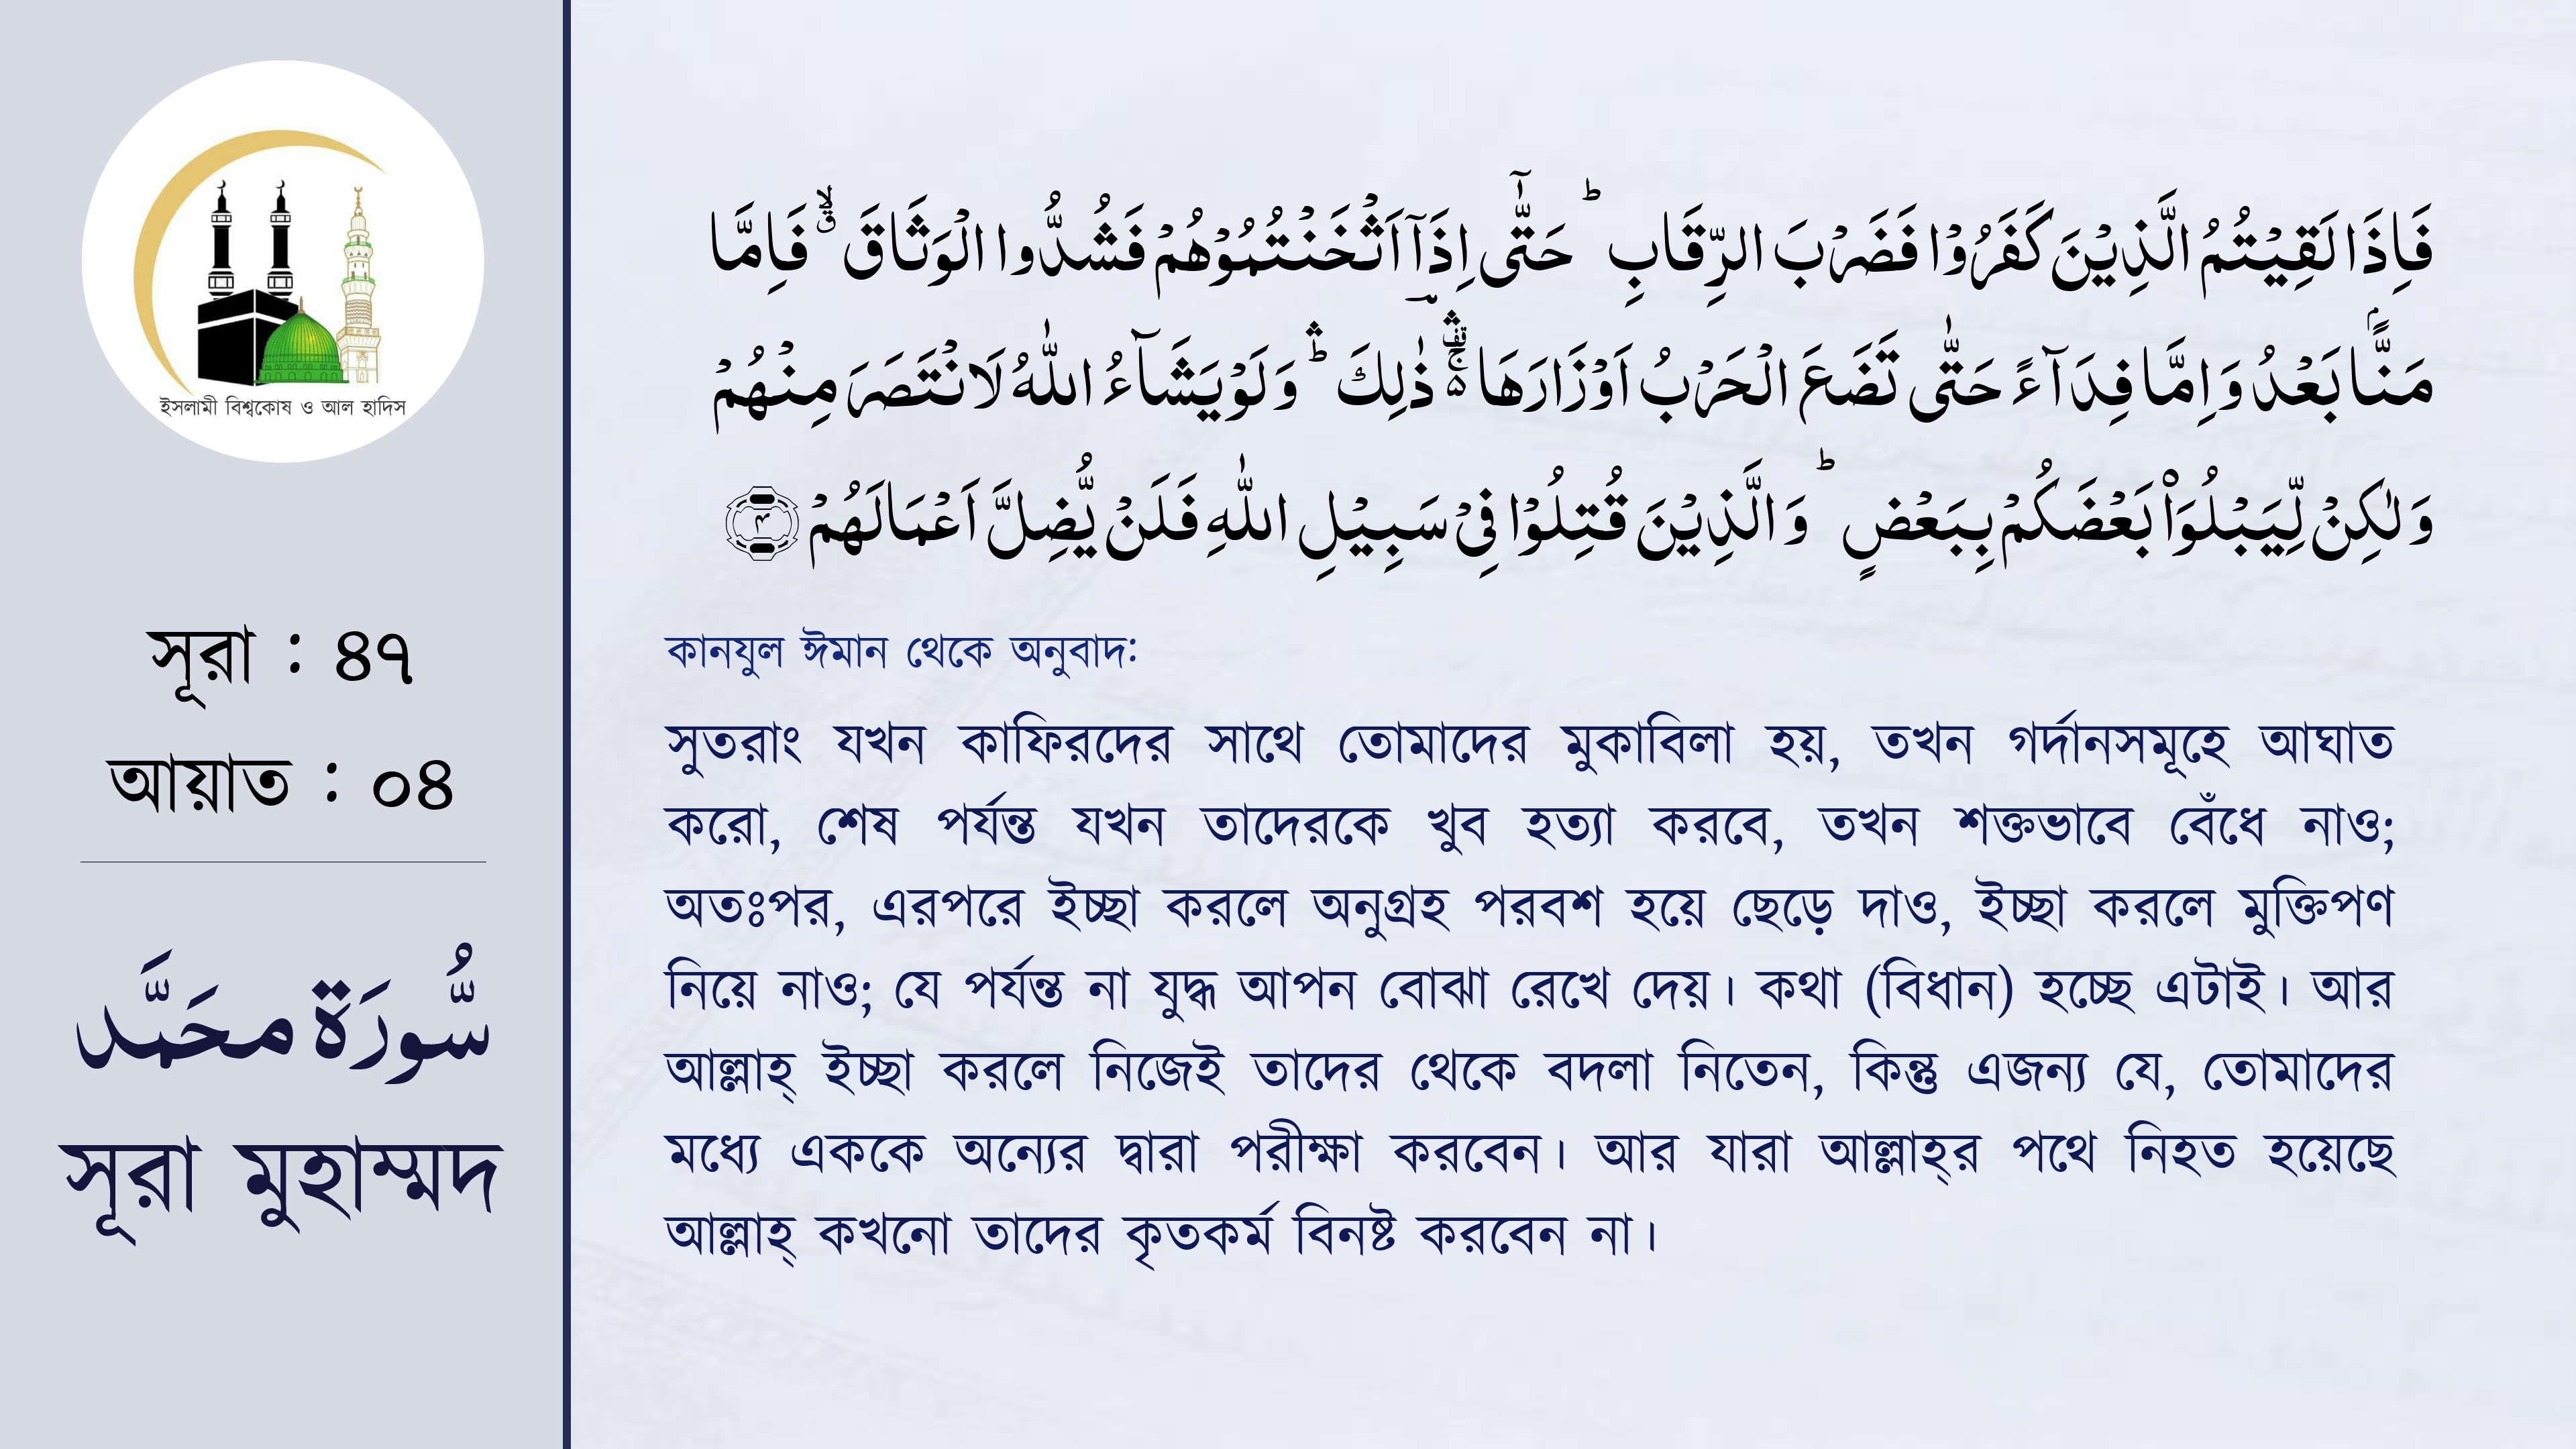 ইসলামী বিশ্বকোষ ও আল হাদিস
সূরা : ৪৭
আয়াত : ০৪
سُّورَة محَمَّد
সূরা মুহাম্মদ
فَاِذَا لَقِيْتُمُ الَّذِيْنَ كَفَرُوْا فَضَرْبَ الرِّقَابِ ؕ حَتّٰۤى اِذَاۤ اَثْخَنْتُمُوْهُمْ فَشُدُّوا الْوَثَاقَ ۙ فَاِمَّا
مَنًّۢا بَعْدُ وَاِمَّا فِدَآءً حَتّٰى تَضَعَ الْحَرْبُ اَوْزَارَهَا ذٰلِكَ ؕ وَلَوْ يَشَآءُ اللّٰهُ لَانْتَصَرَ مِنْهُمْ
وَلٰكِنْ لِّيَبْلُوَا۟ بَعْضَكُمْ بِبَعْضٍ ؕ وَالَّذِيْنَ قُتِلُوْا فِيْ سَبِيْلِ اللّٰهِ فَلَنْ يُّضِلَّ اَعْمَالَهُمْ ﴿۴﴾
কানযুল ঈমান থেকে অনুবাদ:
সুতরাং যখন কাফিরদের সাথে তোমাদের মুকাবিলা হয়, তখন গর্দানসমূহে আঘাত
করো, শেষ পর্যন্ত যখন তাদেরকে খুব হত্যা করবে, তখন শক্তভাবে বেঁধে নাও;
অতঃপর, এরপরে ইচ্ছা করলে অনুগ্রহ পরবশ হয়ে ছেড়ে দাও, ইচ্ছা করলে মুক্তিপণ
নিয়ে নাও; যে পর্যন্ত না যুদ্ধ আপন বোঝা রেখে দেয়। কথা (বিধান) হচ্ছে এটাই। আর
আল্লাহ্ ইচ্ছা করলে নিজেই তাদের থেকে বদলা নিতেন, কিন্তু এজন্য যে, তোমাদের
মধ্যে এককে অন্যের দ্বারা পরীক্ষা করবেন। আর যারা আল্লাহ্‌র পথে নিহত হয়েছে
আল্লাহ্ কখনো তাদের কৃতকর্ম বিনষ্ট করবেন না।